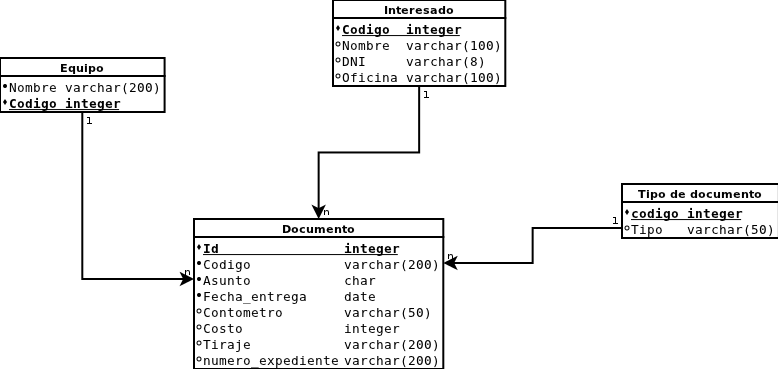 Interesado
Codigo integer
Nombre varchar(100)
DNI varchar(8)
Oficina varchar(100)
1
Equipo
Nombre varchar(200)
Codigo integer
1
Tipo de documento
codigo integer
Tipo varchar(50)
1
n
n
n
Documento
Id integer
Codigo varchar(200)
Asunto char
Fecha_entrega date
Contometro varchar(50)
Costo integer
Tiraje varchar(200)
numero_expediente varchar(200)